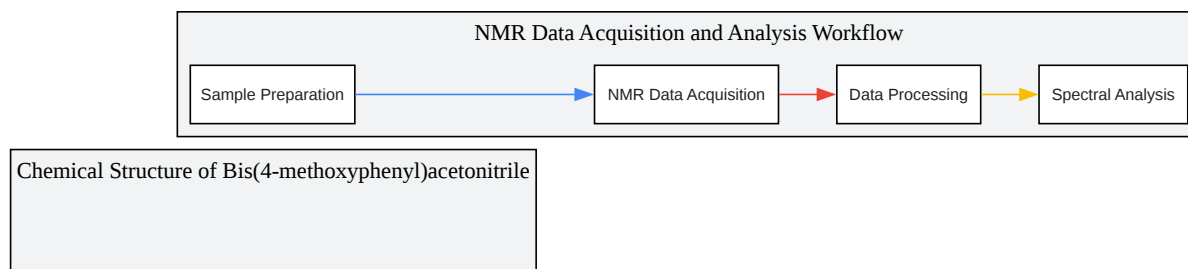 NMR Data Acquisition and Analysis Workflow
Sample Preparation
NMR Data Acquisition
Data Processing
Spectral Analysis
Chemical Structure of Bis(4-methoxyphenyl)acetonitrile